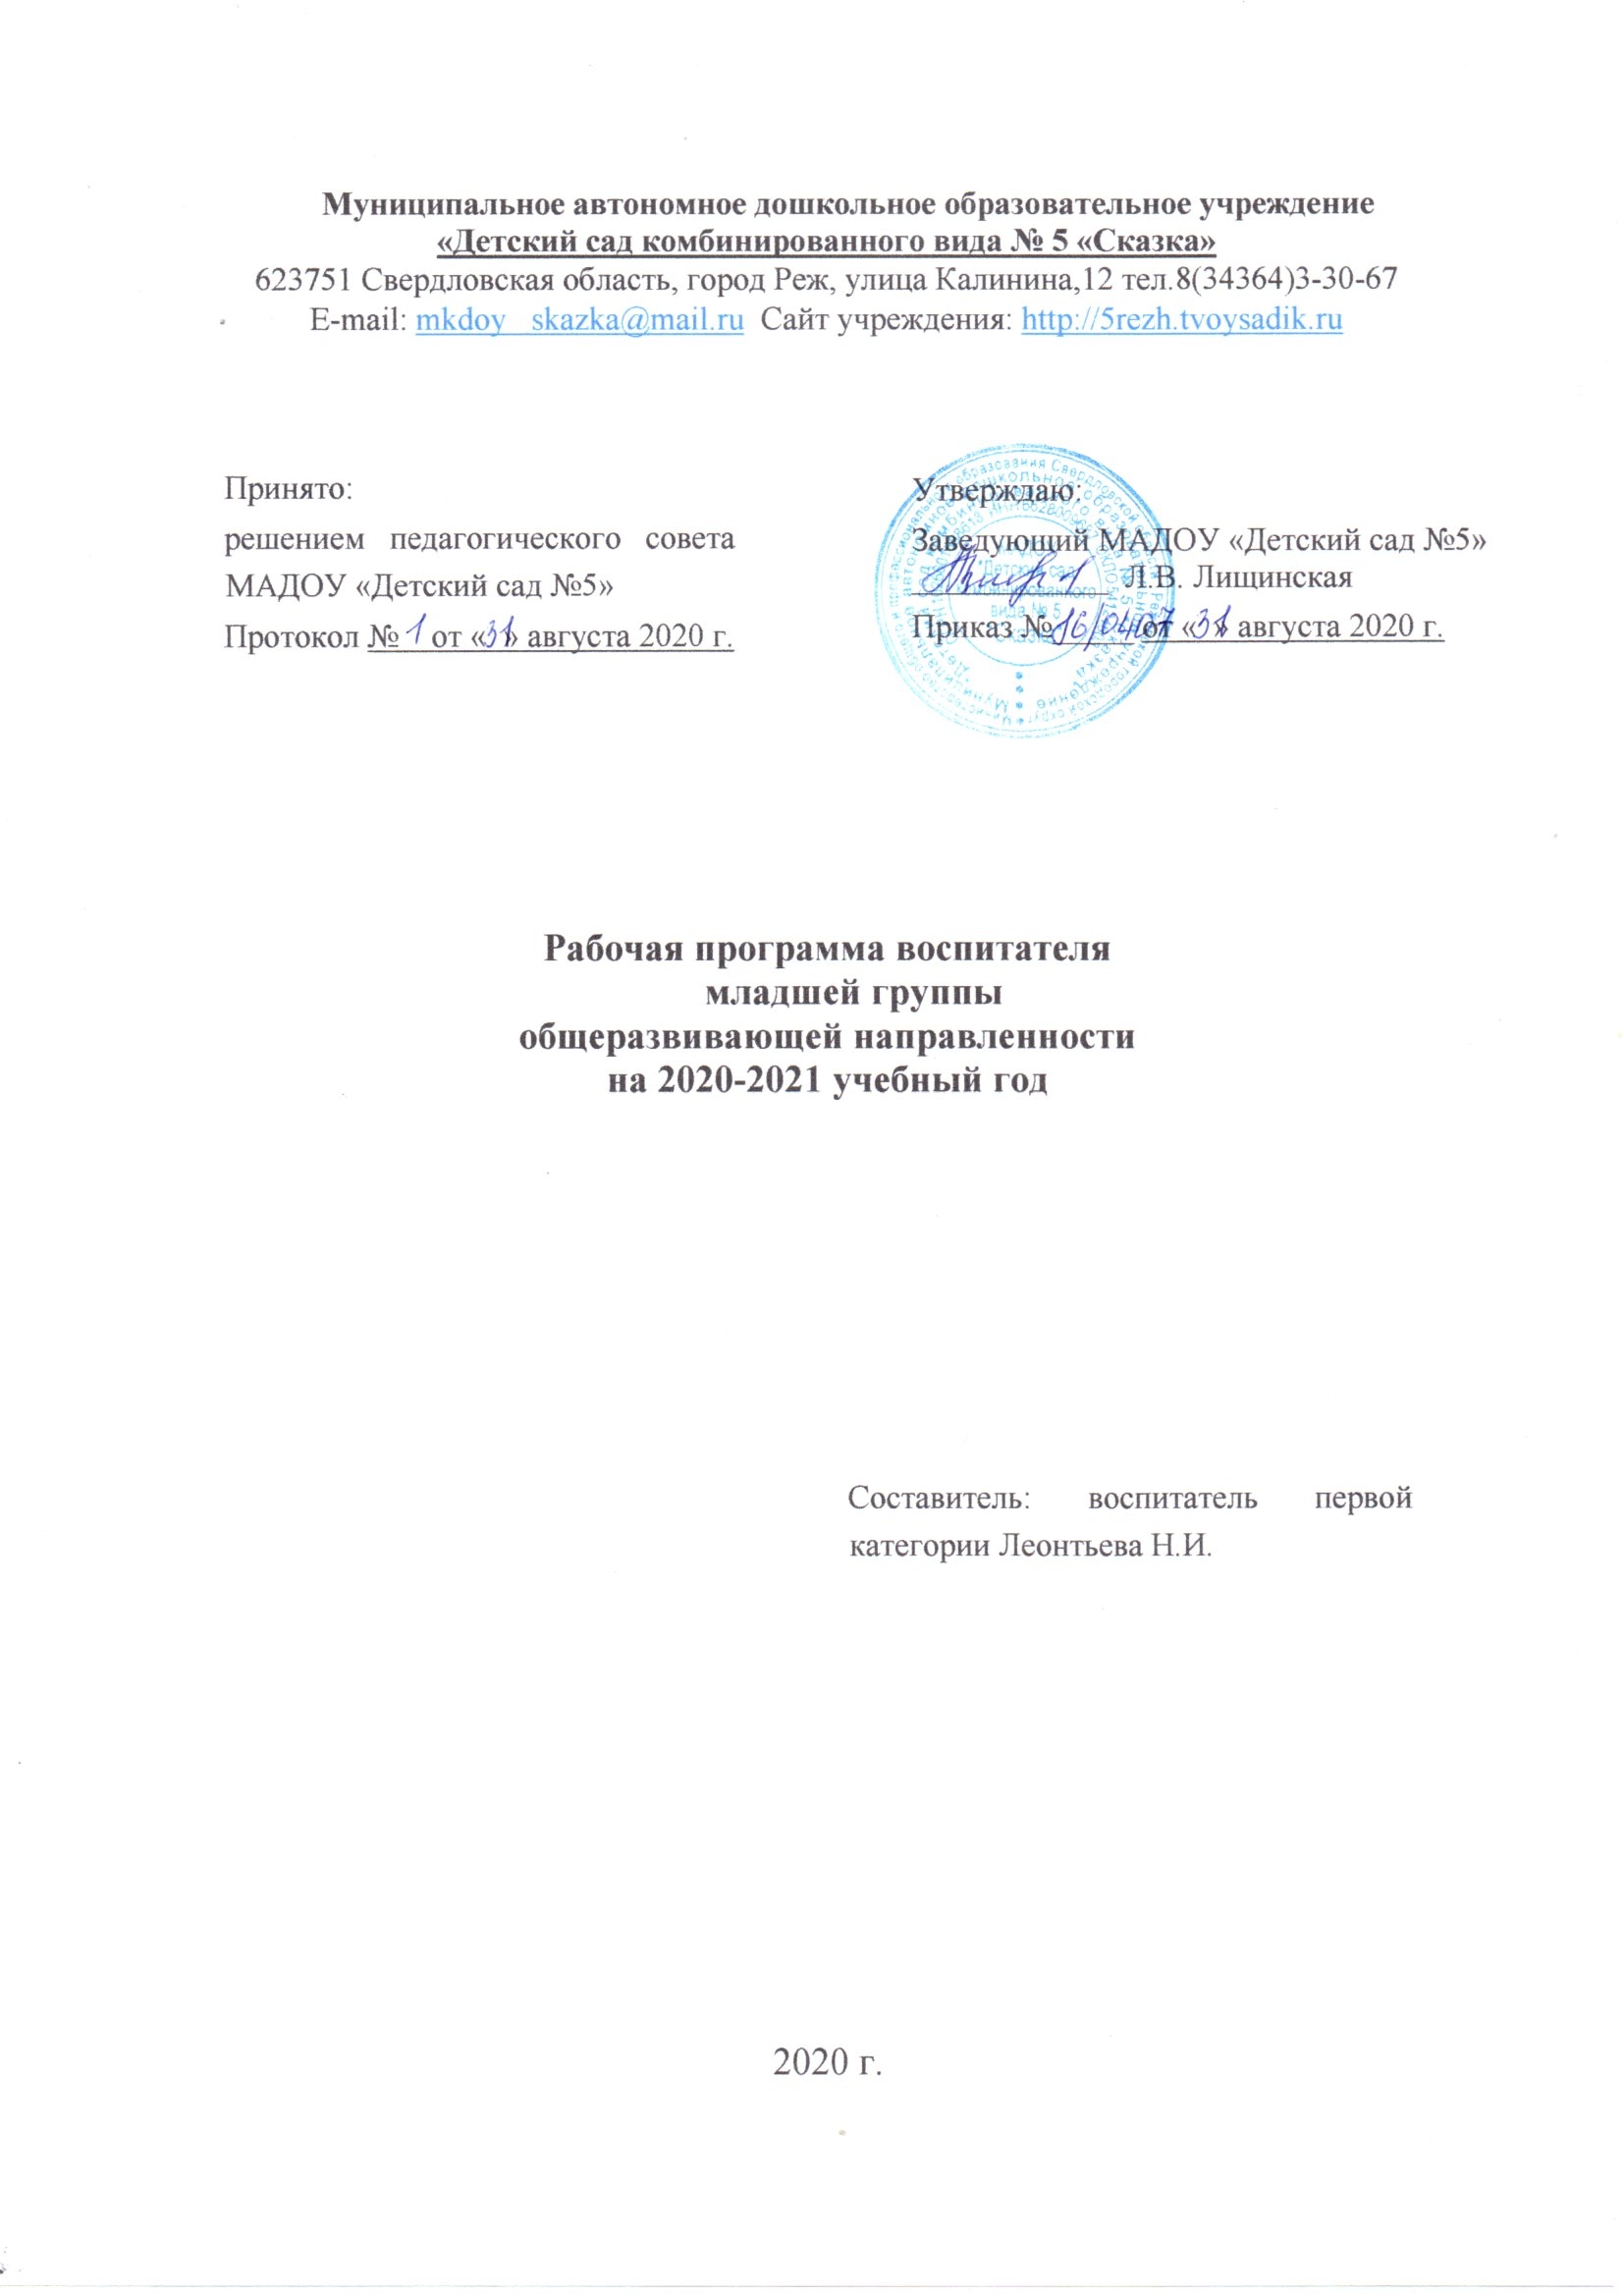 Муниципальное автономное дошкольное образовательное учреждение
«Детский сад комбинированного вида № 5 «Сказка»
623751 Свердловская область, город Реж, улица Калинина,12 тел.8(34364)3-30-67
E-mail: mkdoy_skazka@mail.ru Сайт учреждения: http://5rezh.tvoysadik.ru
Принято:
решением педагогического совета
МАДОУ «Детский сад №5»
Протокол № 1 от «31» августа 2020 г.
Утверждаю:
Заведующий МАДОУ «Детский сад №5»
Л.В. Лищинская
Приказ № от «31» августа 2020 г.
Рабочая программа воспитателя
младшей группы
общеразвивающей направленности
на 2020-2021 учебный год
Составитель: воспитатель первой
категории Леонтьева Н.И.
2020 г.